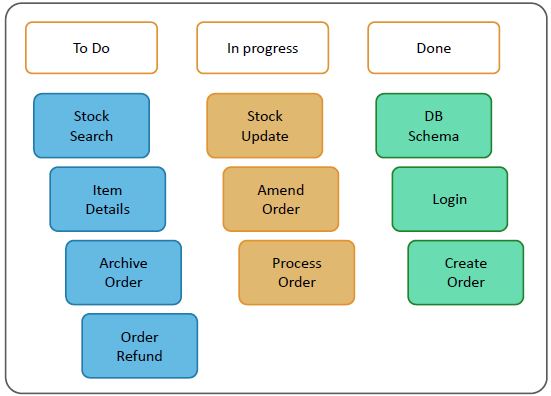 To Do
In progress
Done
Stock
Search
Item
Details
Archive
Order
Order
Refund
Stock
Update
Amend
Order
Process
Order
DB
Schema
Login
Create
Order